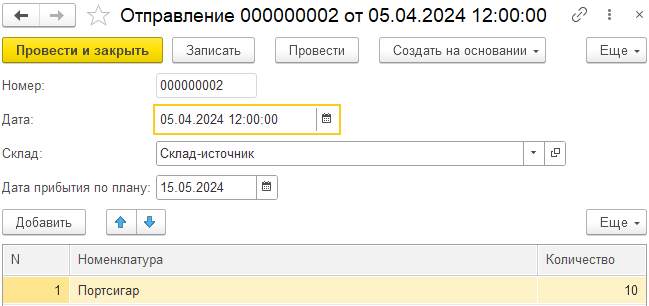 Отправление 000000002 от 05.04.2024 12:00:00
Провести и закрыть Записать Провести Создать на основании Еще
Номер: 000000002
Дата: 05.04.2024 12:00:00
Склад: Склад-источник
Дата прибытия по плану: 15.05.2024
Добавить Еще
N Номенклатура Количество
1 Портсигар 10